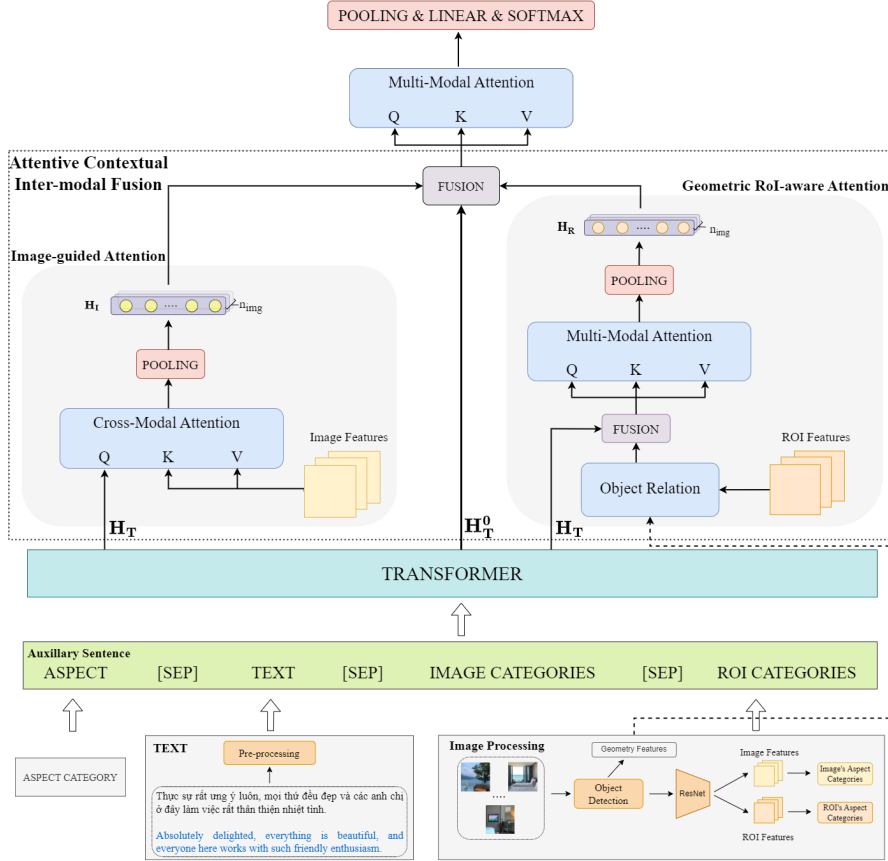 POOLING & LINEAR & SOFTMAX
Multi-Modal Attention
Q K V
Attentive Contextual
Inter-modal Fusion
FUSION
Geometric RoI-aware Attention
H_R .... n_img
Image-guided Attention
POOLING
H_I .... n_img
Multi-Modal Attention
POOLING
Q K V
Cross-Modal Attention
Image Features
FUSION
ROI Features
Q K V
Object Relation
H_T
H_T^0
H_T
TRANSFORMER
Auxillary Sentence
ASPECT [SEP] TEXT [SEP] IMAGE CATEGORIES [SEP] ROI CATEGORIES
ASPECT CATEGORY
TEXT
Pre-processing
Thực sự rất ưng ý luôn, mọi thứ đều đẹp và các anh chị
ở đây làm việc rất thân thiện nhiệt tình.
Absolutely delighted, everything is beautiful, and
everyone here works with such friendly enthusiasm.
Image Processing
Geometry Features
....
Object
Detection
ResNet
Image Features
Image's Aspect
Categories
ROI's Aspect
Categories
ROI Features